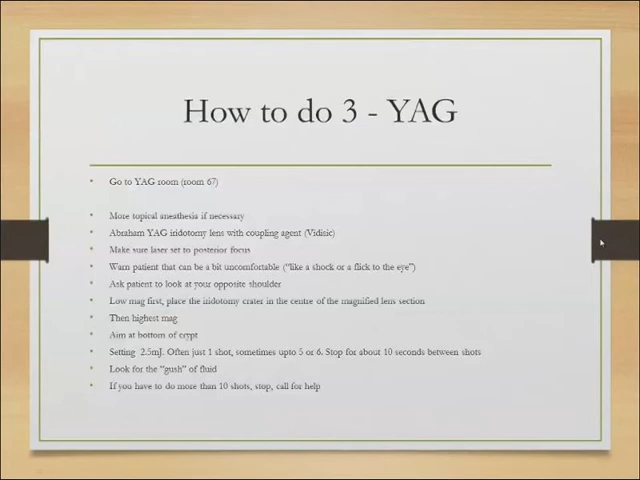 How to do 3 - YAG
• Go to YAG room (room 67)
• More topical anaesthesia if necessary
• Abraham YAG iridotomy lens with coupling agent (Vidisic)
• Make sure laser set to posterior focus
• Warn patient that can be a bit uncomfortable (“like a shock or a flick to the eye”)
• Ask patient to look at your opposite shoulder
• Low mag first, place the iridotomy crater in the centre of the magnified lens section
• Then highest mag
• Aim at bottom of crypt
• Setting 2.5mJ. Often just 1 shot, sometimes upto 5 or 6. Stop for about 10 seconds between shots
• Look for the “gush” of fluid
• If you have to do more than 10 shots, stop, call for help